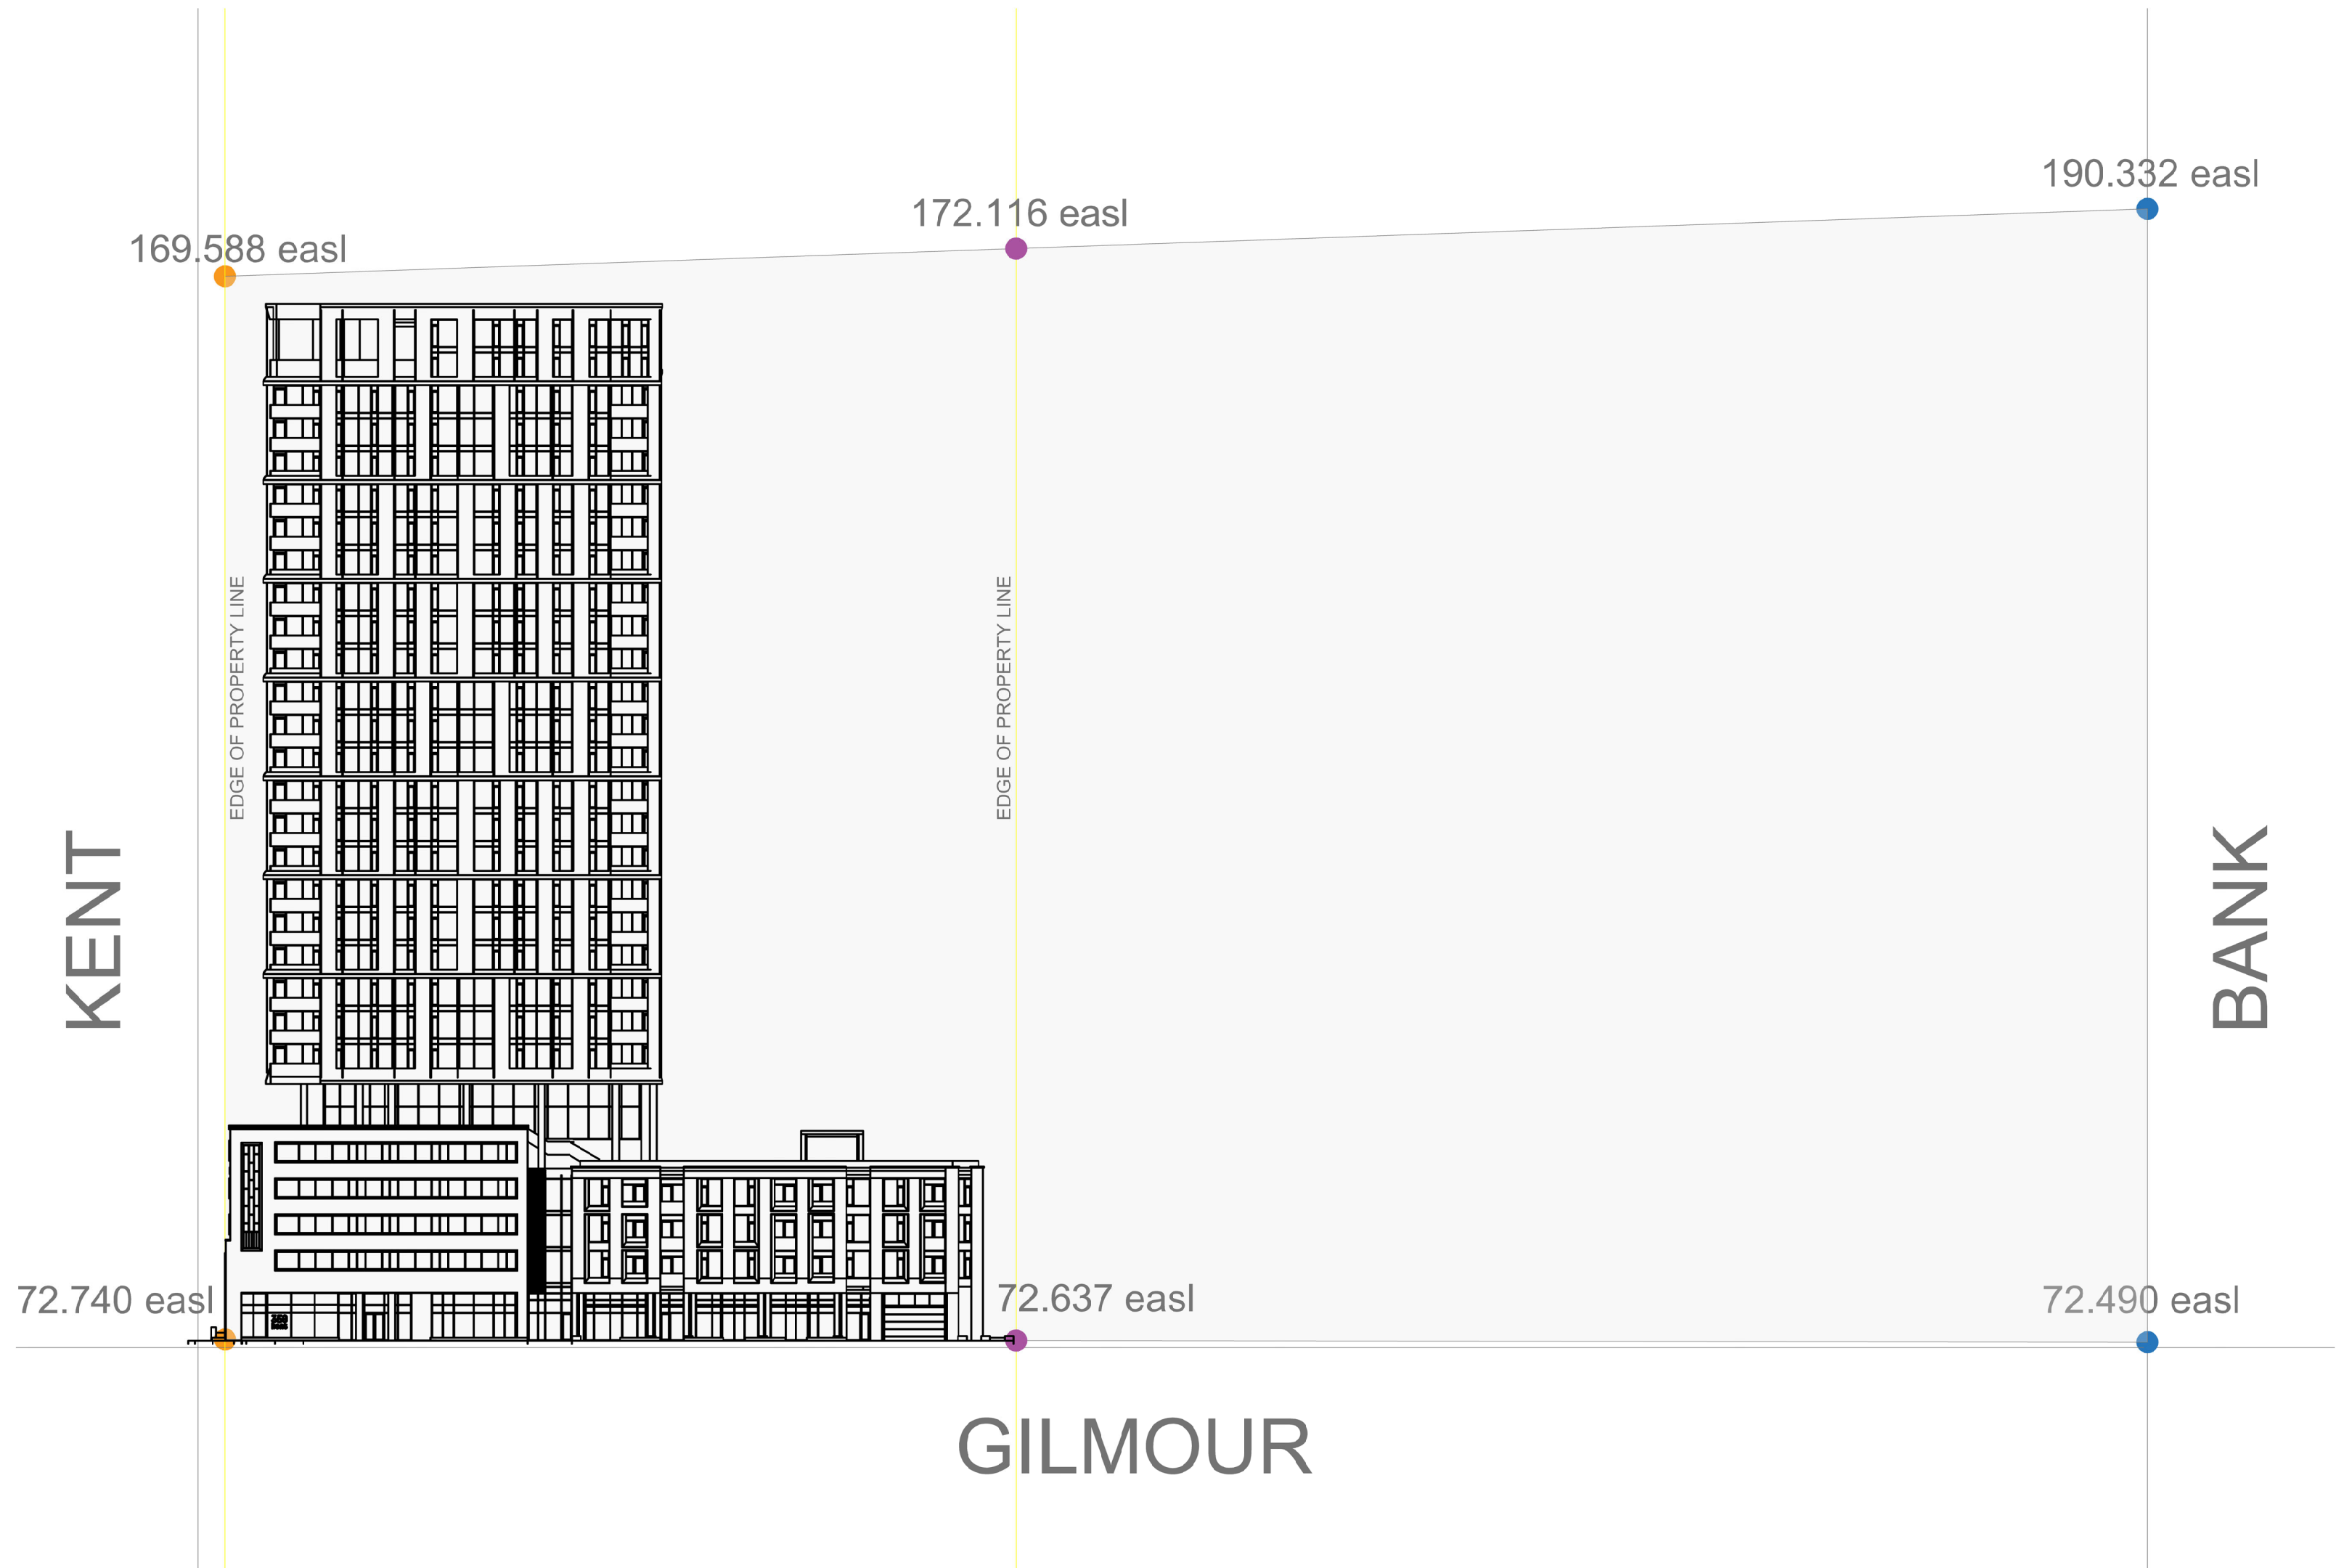 190.332 easl
172.116 easl
169.588 easl
EDGE OF PROPERTY LINE
EDGE OF PROPERTY LINE
KENT
BANK
72.740 easl
72.637 easl
72.490 easl
GILMOUR